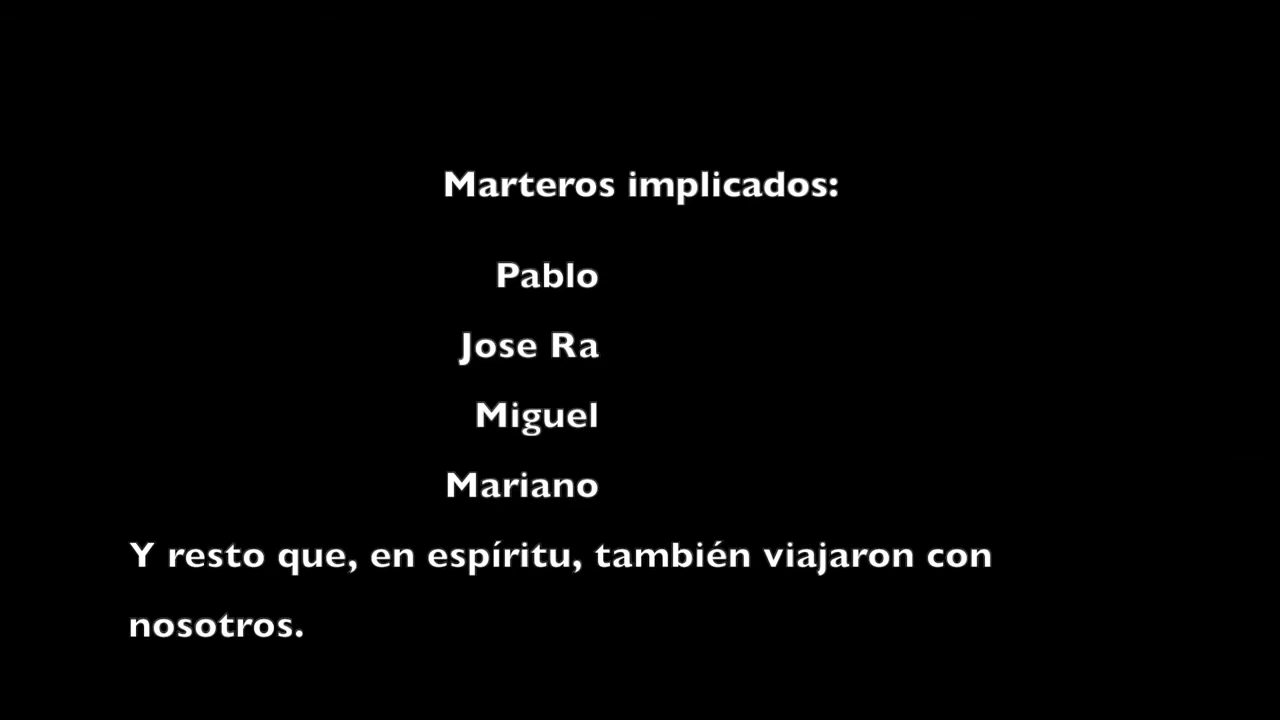 Marteros implicados:
Pablo
Jose Ra
Miguel
Mariano
Y resto que, en espíritu, también viajaron con
nosotros.